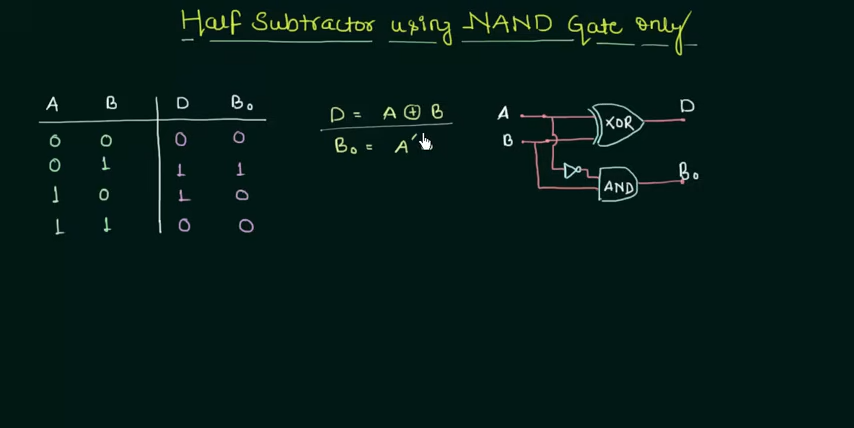 Half Subtractor using NAND Gate only
A B D B₀
0 0 0 0
0 1 1 1
1 0 1 0
1 1 0 0
D = A ⊕ B
B₀ = A′
A
B
XOR
D
AND
B₀